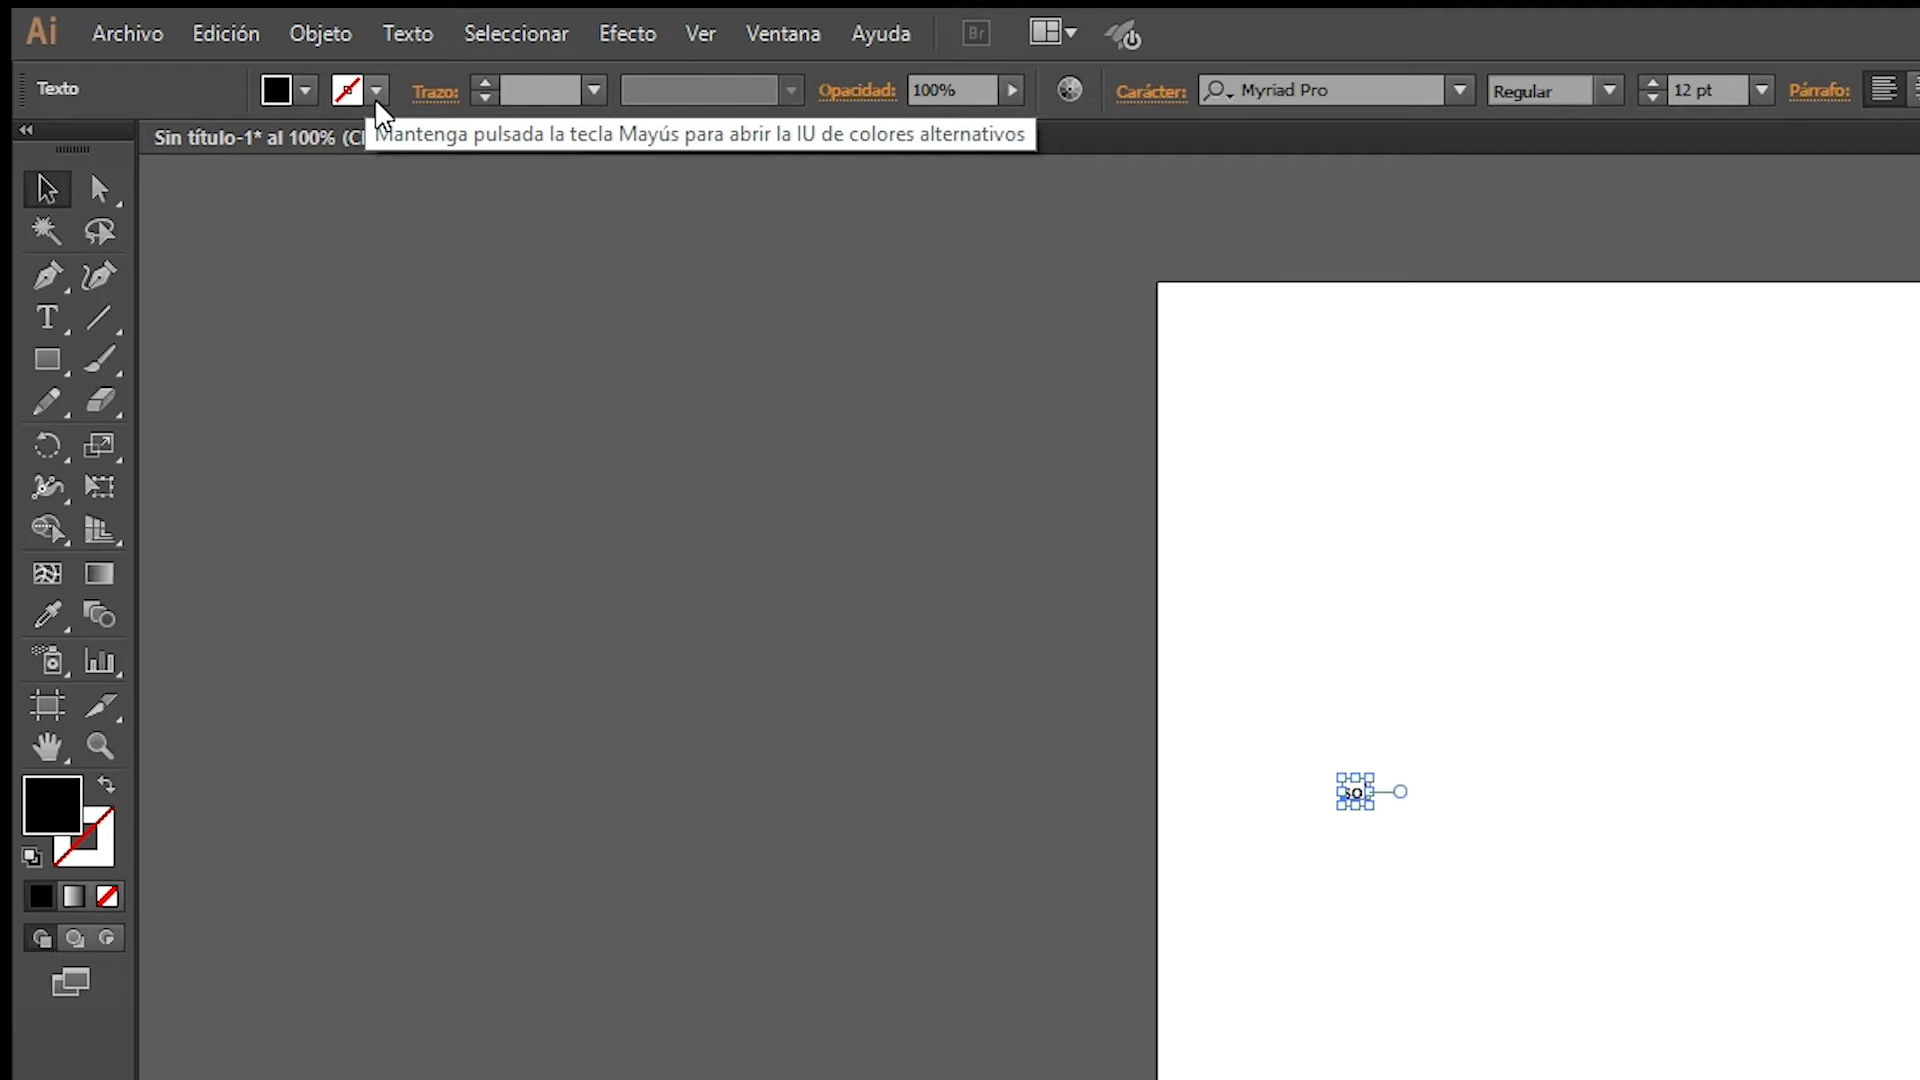 Ai Archivo Edición Objeto Texto Seleccionar Efecto Ver Ventana Ayuda Br
Texto Trazo: Opacidad: 100% Carácter: Myriad Pro Regular 12 pt Párrafo:
Sin título-1* al 100% (C
Mantenga pulsada la tecla Mayús para abrir la IU de colores alternativos
T